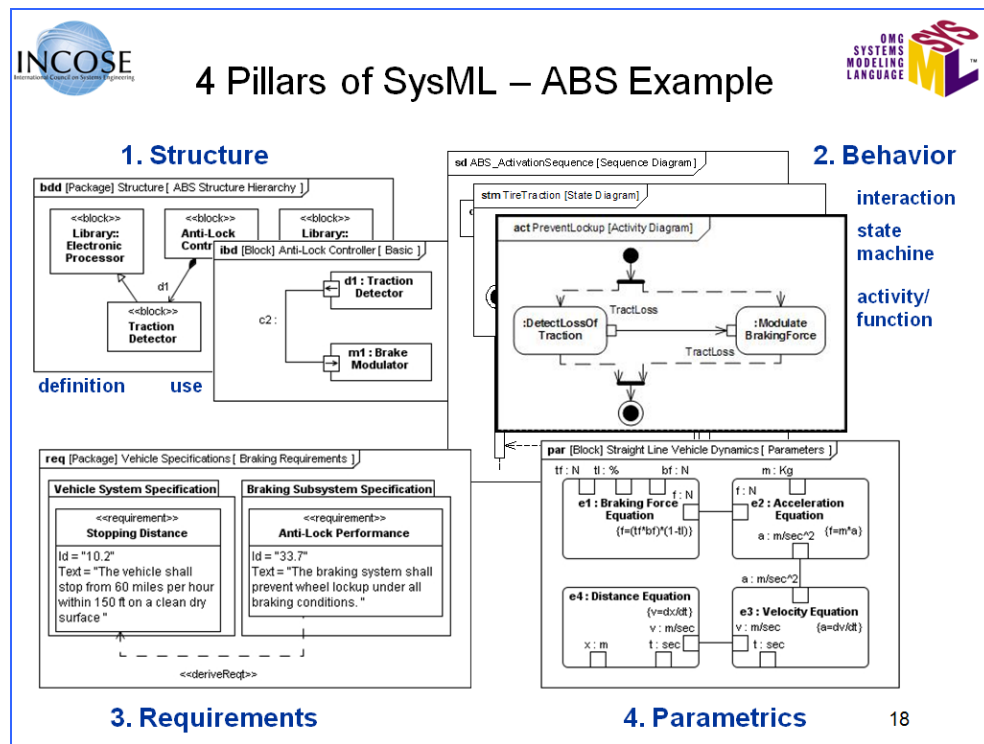 INCOSE
International Council on Systems Engineering
4 Pillars of SysML – ABS Example
OMG
SYSTEMS
MODELING
LANGUAGE
SYS
ML
TM
1. Structure
bdd [Package] Structure [ ABS Structure Hierarchy ]
<<block>>
Library::
Electronic
Processor
<<block>>
Anti-Lock
<<block>>
Library::
d1
<<block>>
Traction
Detector
definition
use
ibd [Block] Anti-Lock Controller [ Basic ]
d1 : Traction
Detector
c2 :
m1 : Brake
Modulator
2. Behavior
interaction
state
machine
activity/
function
sd ABS_ActivationSequence [Sequence Diagram]
stm TireTraction [State Diagram]
act PreventLockup [Activity Diagram]
:DetectLossOf
Traction
TractLoss
:Modulate
BrakingForce
TractLoss
req [Package] Vehicle Specifications [ Braking Requirements ]
Vehicle System Specification
<<requirement>>
Stopping Distance
Id = "10.2"
Text = "The vehicle shall
stop from 60 miles per hour
within 150 ft on a clean dry
surface "
Braking Subsystem Specification
<<requirement>>
Anti-Lock Performance
Id = "33.7"
Text = "The braking system shall
prevent wheel lockup under all
braking conditions. "
<<deriveReqt>>
3. Requirements
par [Block] Straight Line Vehicle Dynamics [ Parameters ]
tf : N
tl : %
bf : N
m : Kg
f : N
e1 : Braking Force
Equation
{f=(tf*bf)*(1-tl)}
f : N
e2 : Acceleration
Equation
{f=m*a}
a : m/sec^2
a : m/sec^2
e4 : Distance Equation
{v=dx/dt}
v : m/sec
x : m
t : sec
e3 : Velocity Equation
{a=dv/dt}
v : m/sec
t : sec
4. Parametrics
18